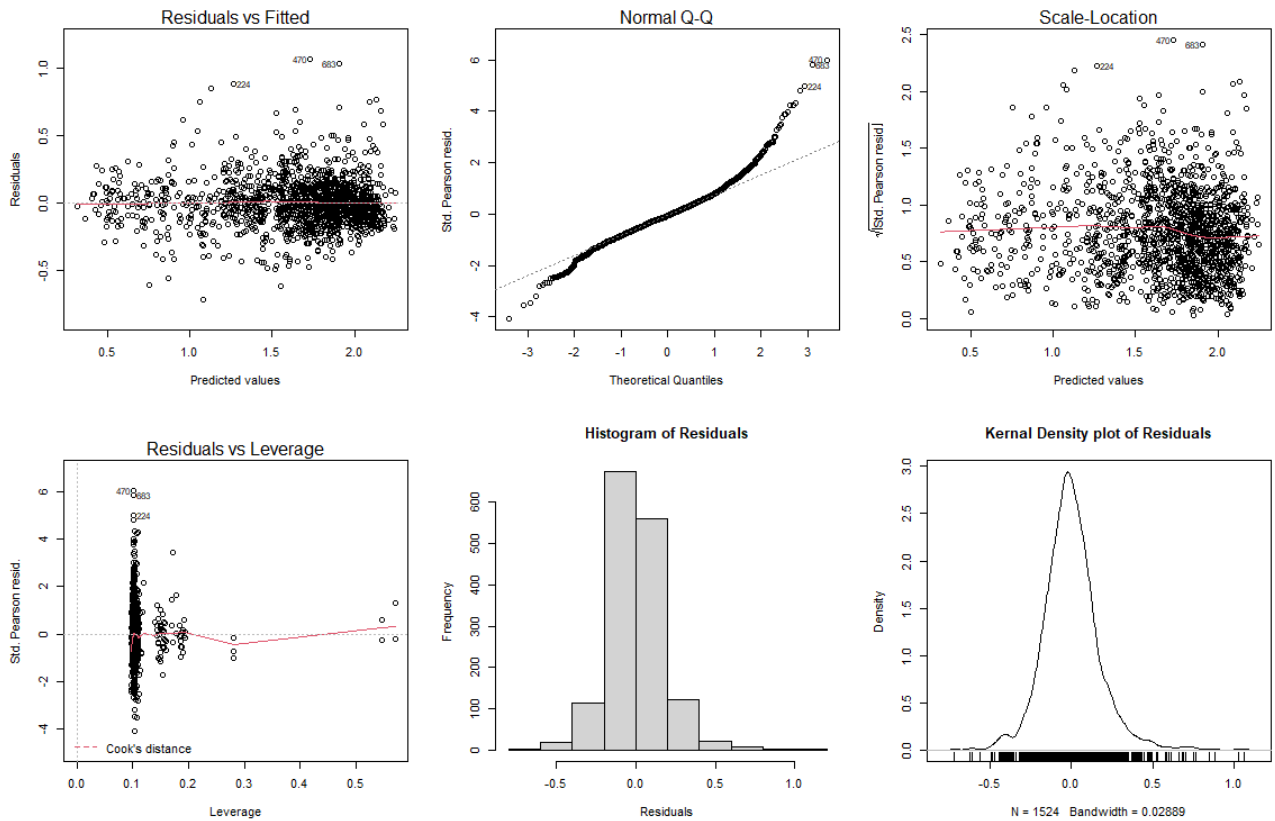 Residuals vs Fitted
Residuals
1.0
0.5
0.0
-0.5
470
683
224
0.5 1.0 1.5 2.0
Predicted values
Normal Q-Q
Std. Pearson resid.
6
4
2
0
-2
-4
470
683
224
-3 -2 -1 0 1 2 3
Theoretical Quantiles
Scale-Location
√|Std. Pearson resid|
2.5
2.0
1.5
1.0
0.5
0.0
470
683
224
0.5 1.0 1.5 2.0
Predicted values
Residuals vs Leverage
Std. Pearson resid.
6
4
2
0
-2
-4
470
683
224
Cook's distance
0.0 0.1 0.2 0.3 0.4 0.5
Leverage
Histogram of Residuals
Frequency
600
500
400
300
200
100
0
-0.5 0.0 0.5 1.0
Residuals
Kernal Density plot of Residuals
Density
3.0
2.5
2.0
1.5
1.0
0.5
0.0
-0.5 0.0 0.5 1.0
N = 1524 Bandwidth = 0.02889